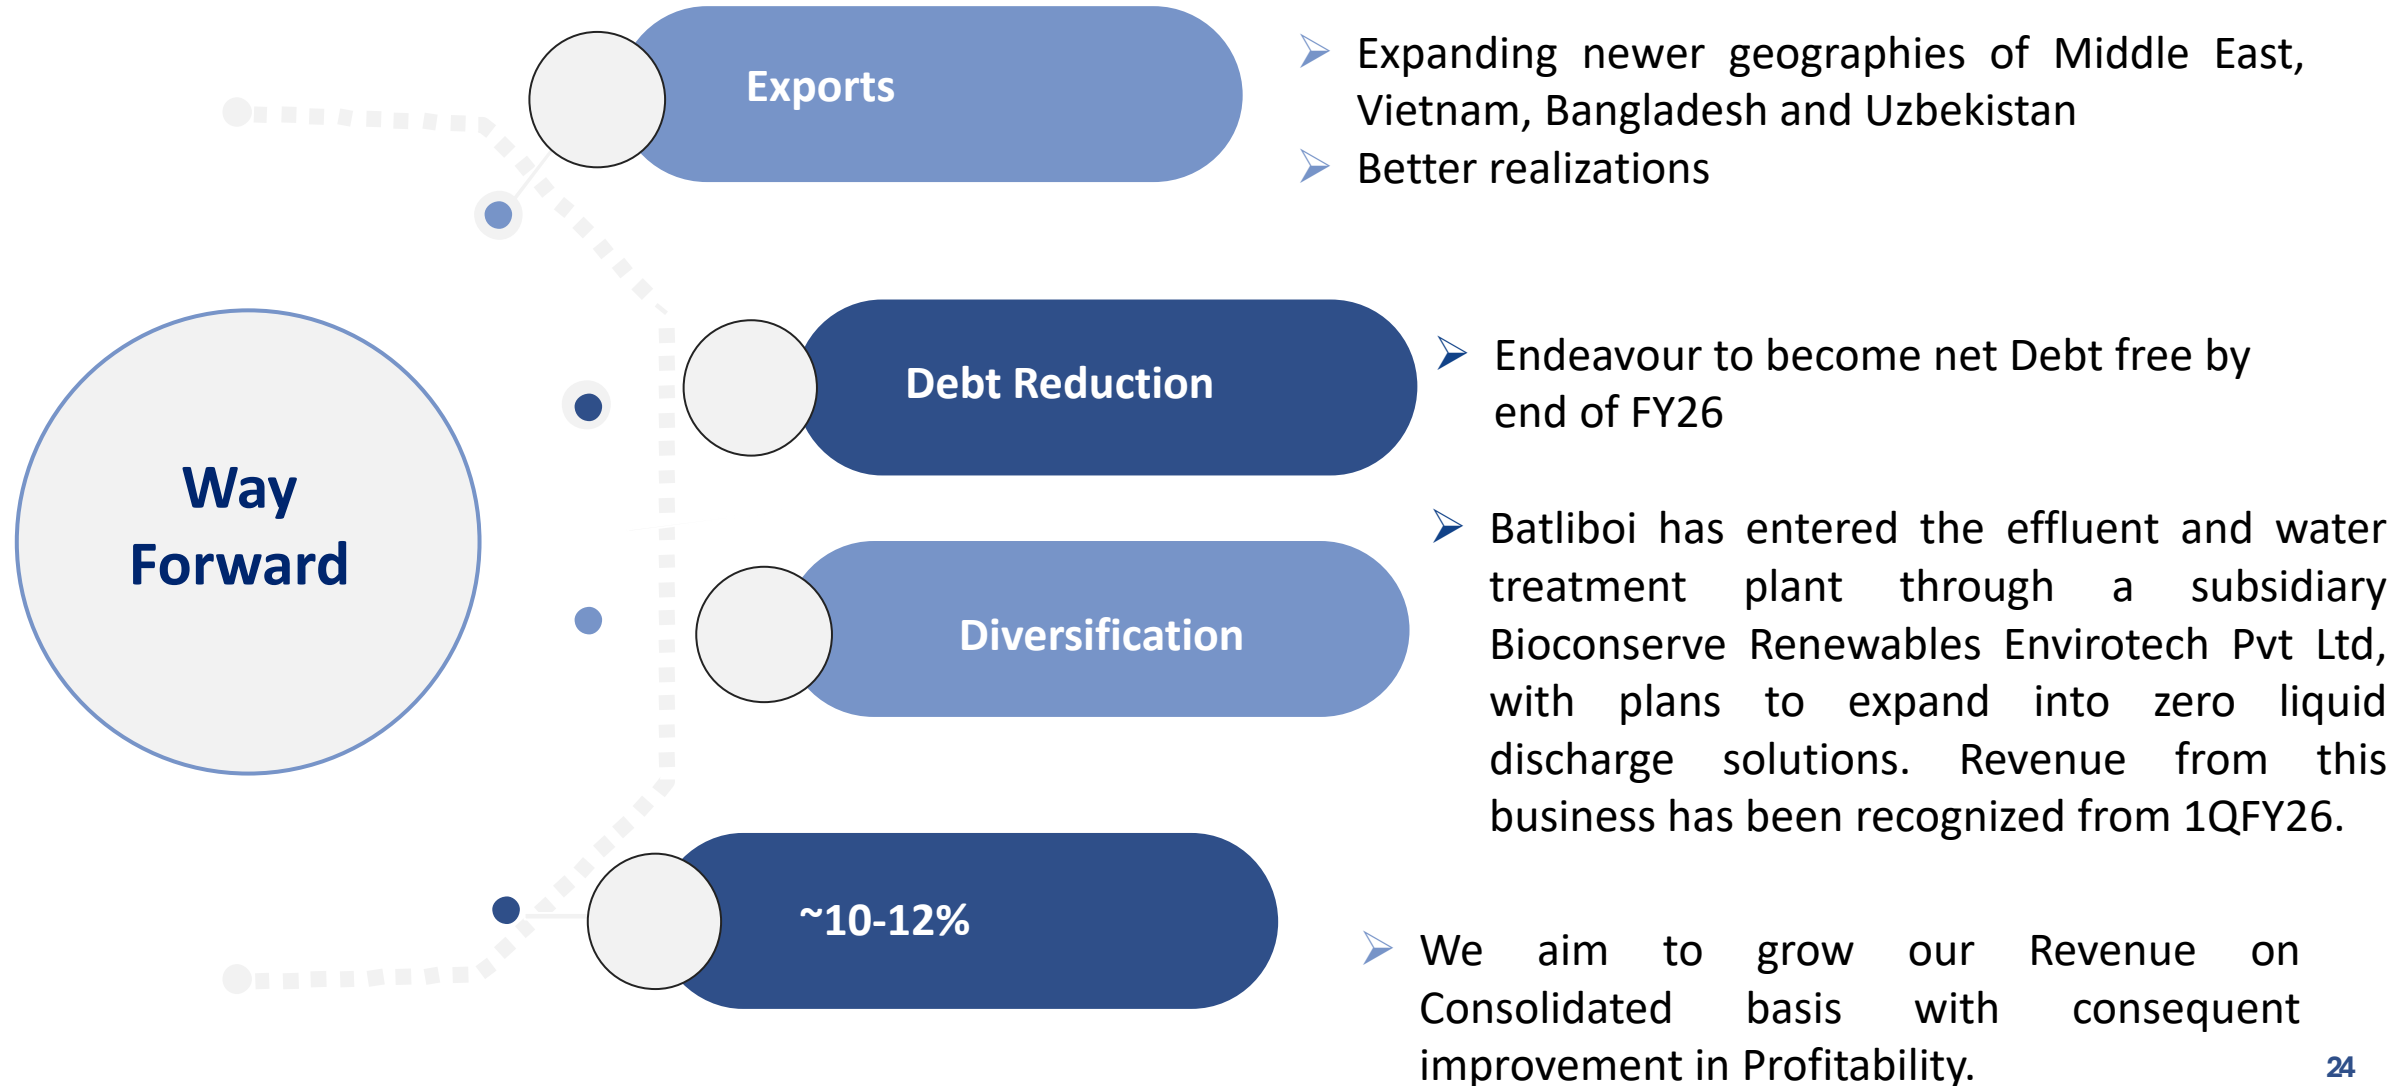 Exports
Expanding newer geographies of Middle East,
Vietnam, Bangladesh and Uzbekistan
Better realizations
Way
Forward
Debt Reduction
Endeavour to become net Debt free by
end of FY26
Diversification
Batliboi has entered the effluent and water
treatment plant through a subsidiary
Bioconserve Renewables Envirotech Pvt Ltd,
with plans to expand into zero liquid
discharge solutions. Revenue from this
business has been recognized from 1QFY26.
~10-12%
We aim to grow our Revenue on
Consolidated basis with consequent
improvement in Profitability.
24